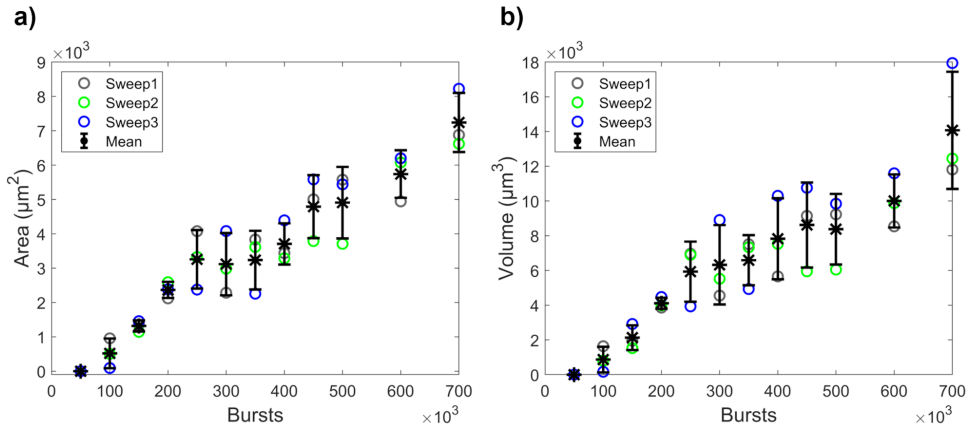 a)
×10³
9
8
7
6
5
4
3
2
1
0
Area (µm²)
Sweep1
Sweep2
Sweep3
Mean
0 100 200 300 400 500 600 700
Bursts
×10³
b)
×10³
18
16
14
12
10
8
6
4
2
0
Volume (µm³)
Sweep1
Sweep2
Sweep3
Mean
0 100 200 300 400 500 600 700
Bursts
×10³